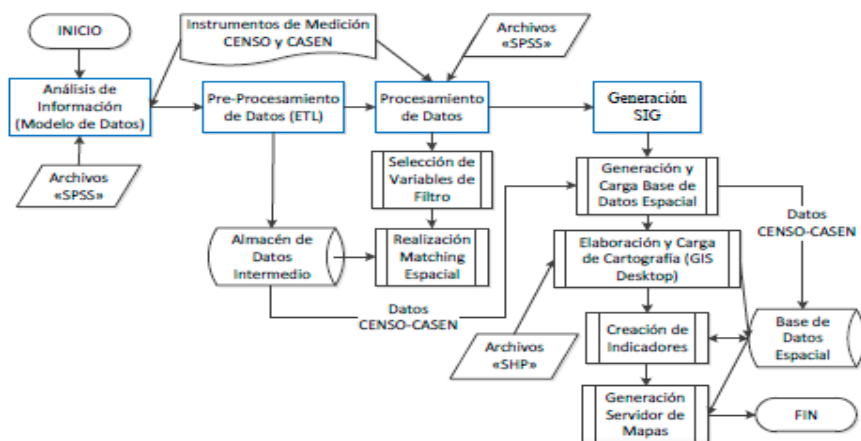 INICIO
Instrumentos de Medición
CENSO y CASEN
Archivos
«SPSS»
Análisis de
Información
(Modelo de Datos)
Pre-Procesamiento
de Datos (ETL)
Procesamiento
de Datos
Generación
SIG
Archivos
«SPSS»
Selección de
Variables de
Filtro
Generación y
Carga Base de
Datos Espacial
Datos
CENSO-CASEN
Almacén de
Datos
Intermedio
Realización
Matching
Espacial
Elaboración y Carga
de Cartografía (GIS
Desktop)
Datos
CENSO-CASEN
Archivos
«SHP»
Creación de
Indicadores
Base de
Datos
Espacial
Generación
Servidor de
Mapas
FIN